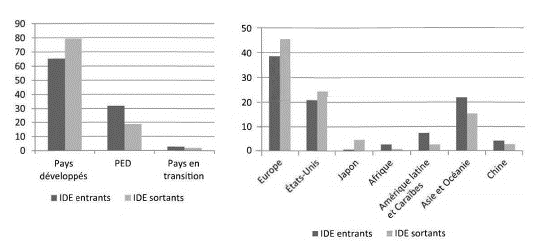 90
80
70
60
50
40
30
20
10
0
Pays développés
PED
Pays en transition
IDE entrants
IDE sortants
50
40
30
20
10
0
Europe
États-Unis
Japon
Afrique
Amérique latine et Caraïbes
Asie et Océanie
Chine
IDE entrants
IDE sortants